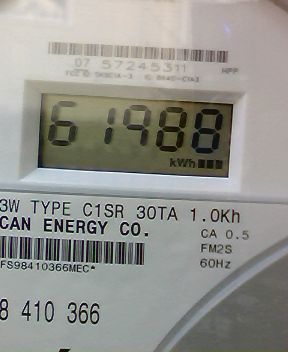 07 57245311
HPP
61988
kWh
3W TYPE C1SR 30TA 1.0Kh
CAN ENERGY CO.
CA 0.5
FM2S
60Hz
FS98410366MEC*
8 410 366